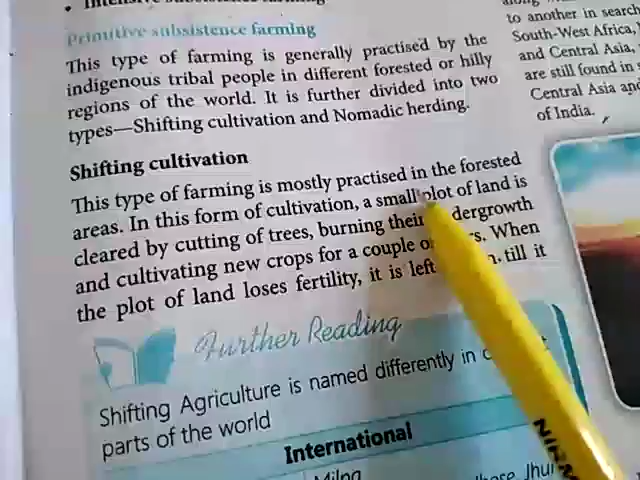 Primitive subsistence farming
This type of farming is generally practised by the
indigenous tribal people in different forested or hilly
regions of the world. It is further divided into two
types—Shifting cultivation and Nomadic herding.
Shifting cultivation
This type of farming is mostly practised in the forested
areas. In this form of cultivation, a small plot of land is
cleared by cutting of trees, burning their dergrowth
and cultivating new crops for a couple When
the plot of land loses fertility, it is left till it
Further Reading
Shifting Agriculture is named differently in
parts of the world
International
Milpa
to another in search
South-West Africa,
and Central Asia,
are still found in
Central Asia and
of India.